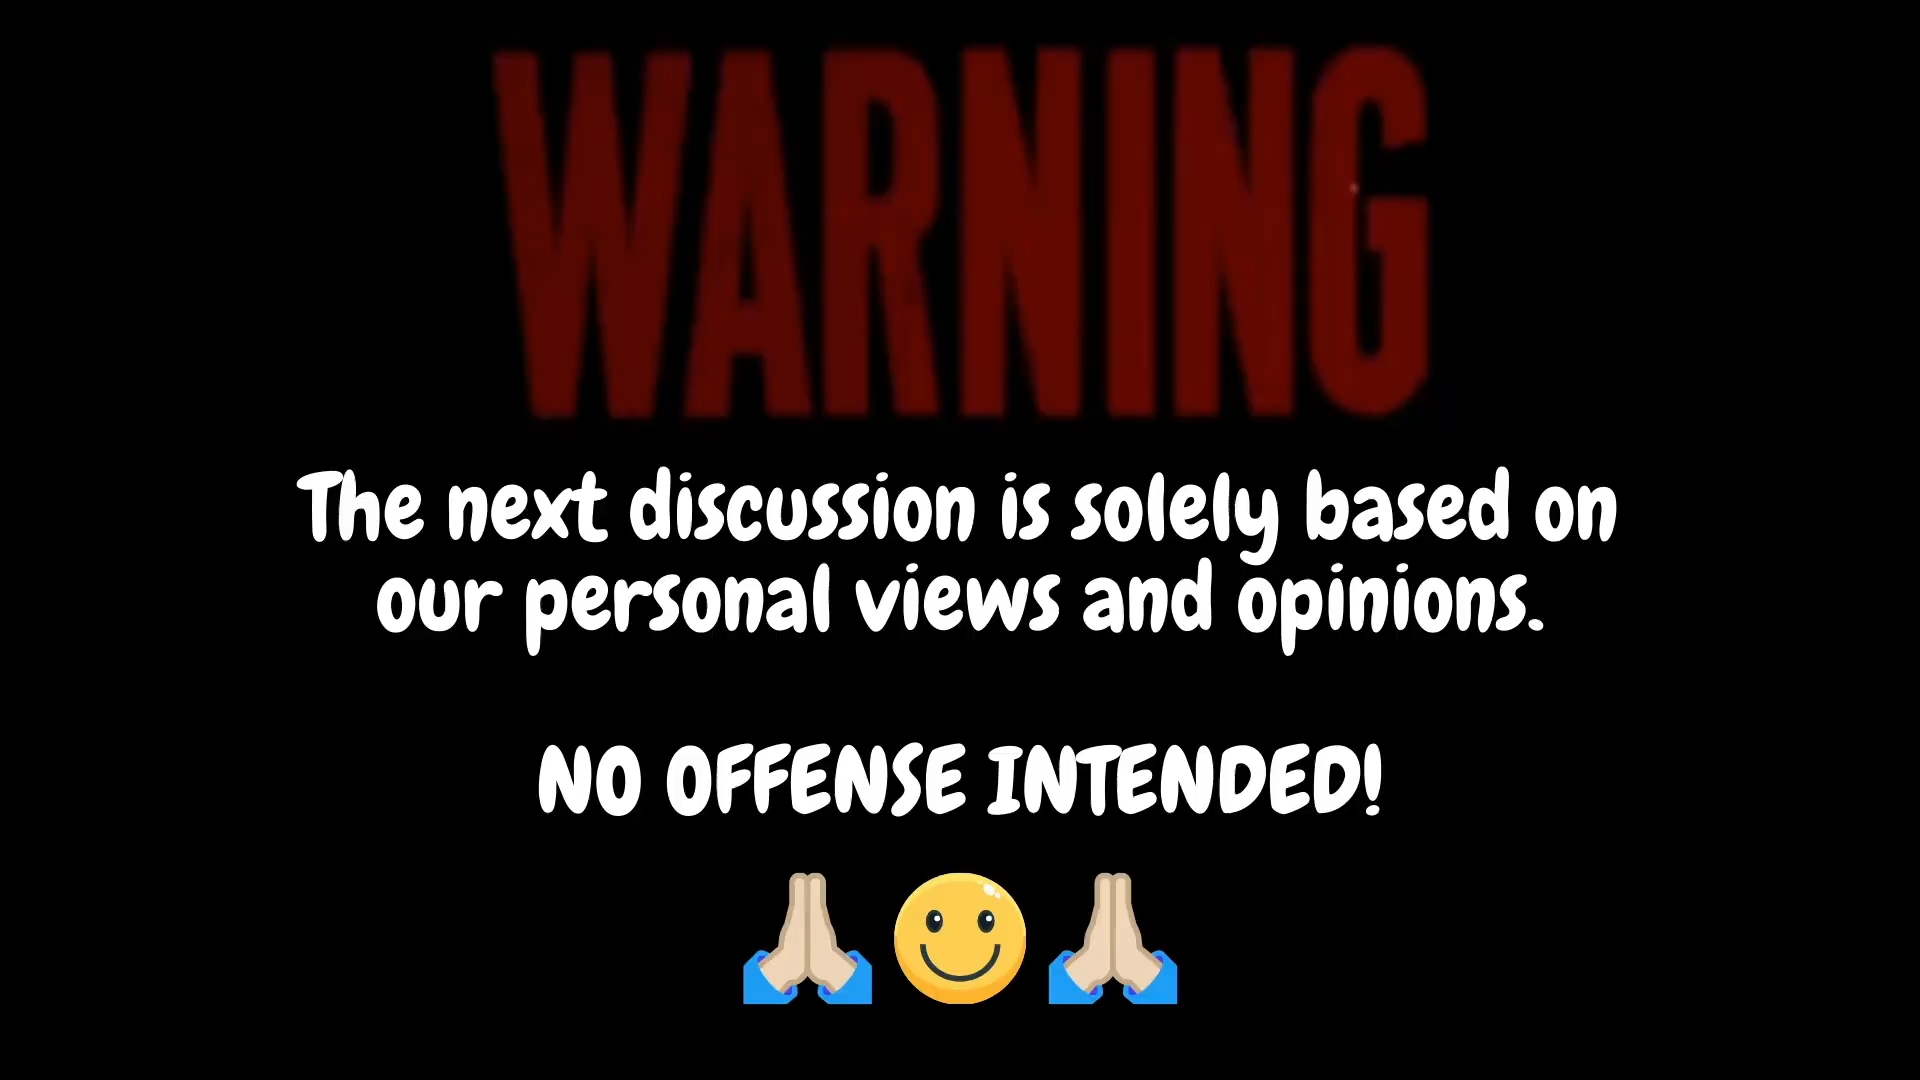 WARNING
The next discussion is solely based on
our personal views and opinions.
NO OFFENSE INTENDED!